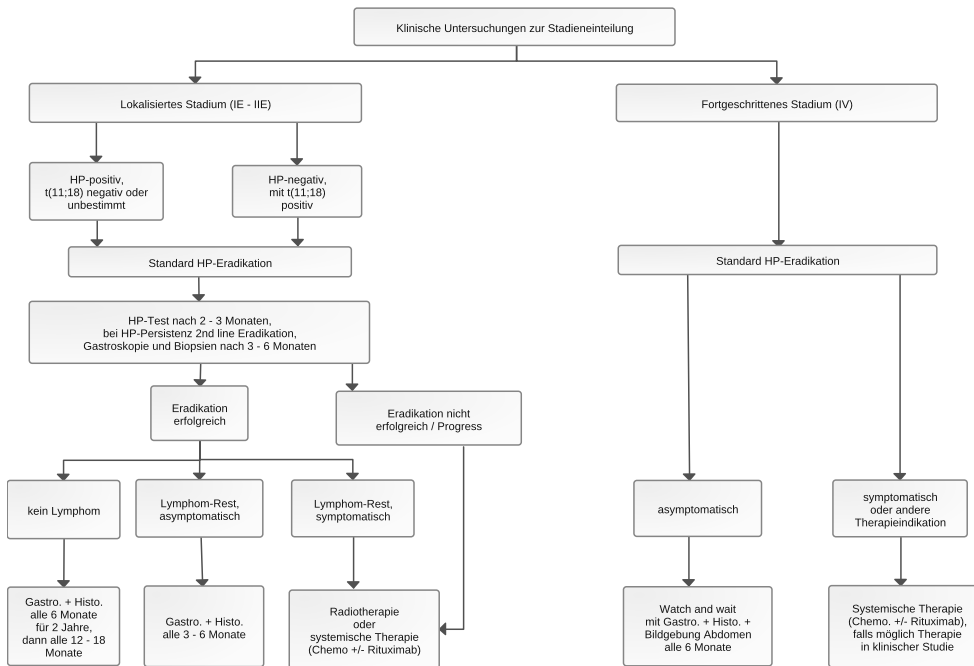 Klinische Untersuchungen zur Stadieneinteilung
Lokalisiertes Stadium (IE - IIE)
Fortgeschrittenes Stadium (IV)
HP-positiv,
t(11;18) negativ oder
unbestimmt
HP-negativ,
mit t(11;18)
positiv
Standard HP-Eradikation
Standard HP-Eradikation
HP-Test nach 2 - 3 Monaten,
bei HP-Persistenz 2nd line Eradikation,
Gastroskopie und Biopsien nach 3 - 6 Monaten
Eradikation
erfolgreich
Eradikation nicht
erfolgreich / Progress
kein Lymphom
Lymphom-Rest,
asymptomatisch
Lymphom-Rest,
symptomatisch
asymptomatisch
symptomatisch
oder andere
Therapieindikation
Gastro. + Histo.
alle 6 Monate
für 2 Jahre,
dann alle 12 - 18
Monate
Gastro. + Histo.
alle 3 - 6 Monate
Radiotherapie
oder
systemische Therapie
(Chemo +/- Rituximab)
Watch and wait
mit Gastro. + Histo. +
Bildgebung Abdomen
alle 6 Monate
Systemische Therapie
(Chemo. +/- Rituximab),
falls möglich Therapie
in klinischer Studie